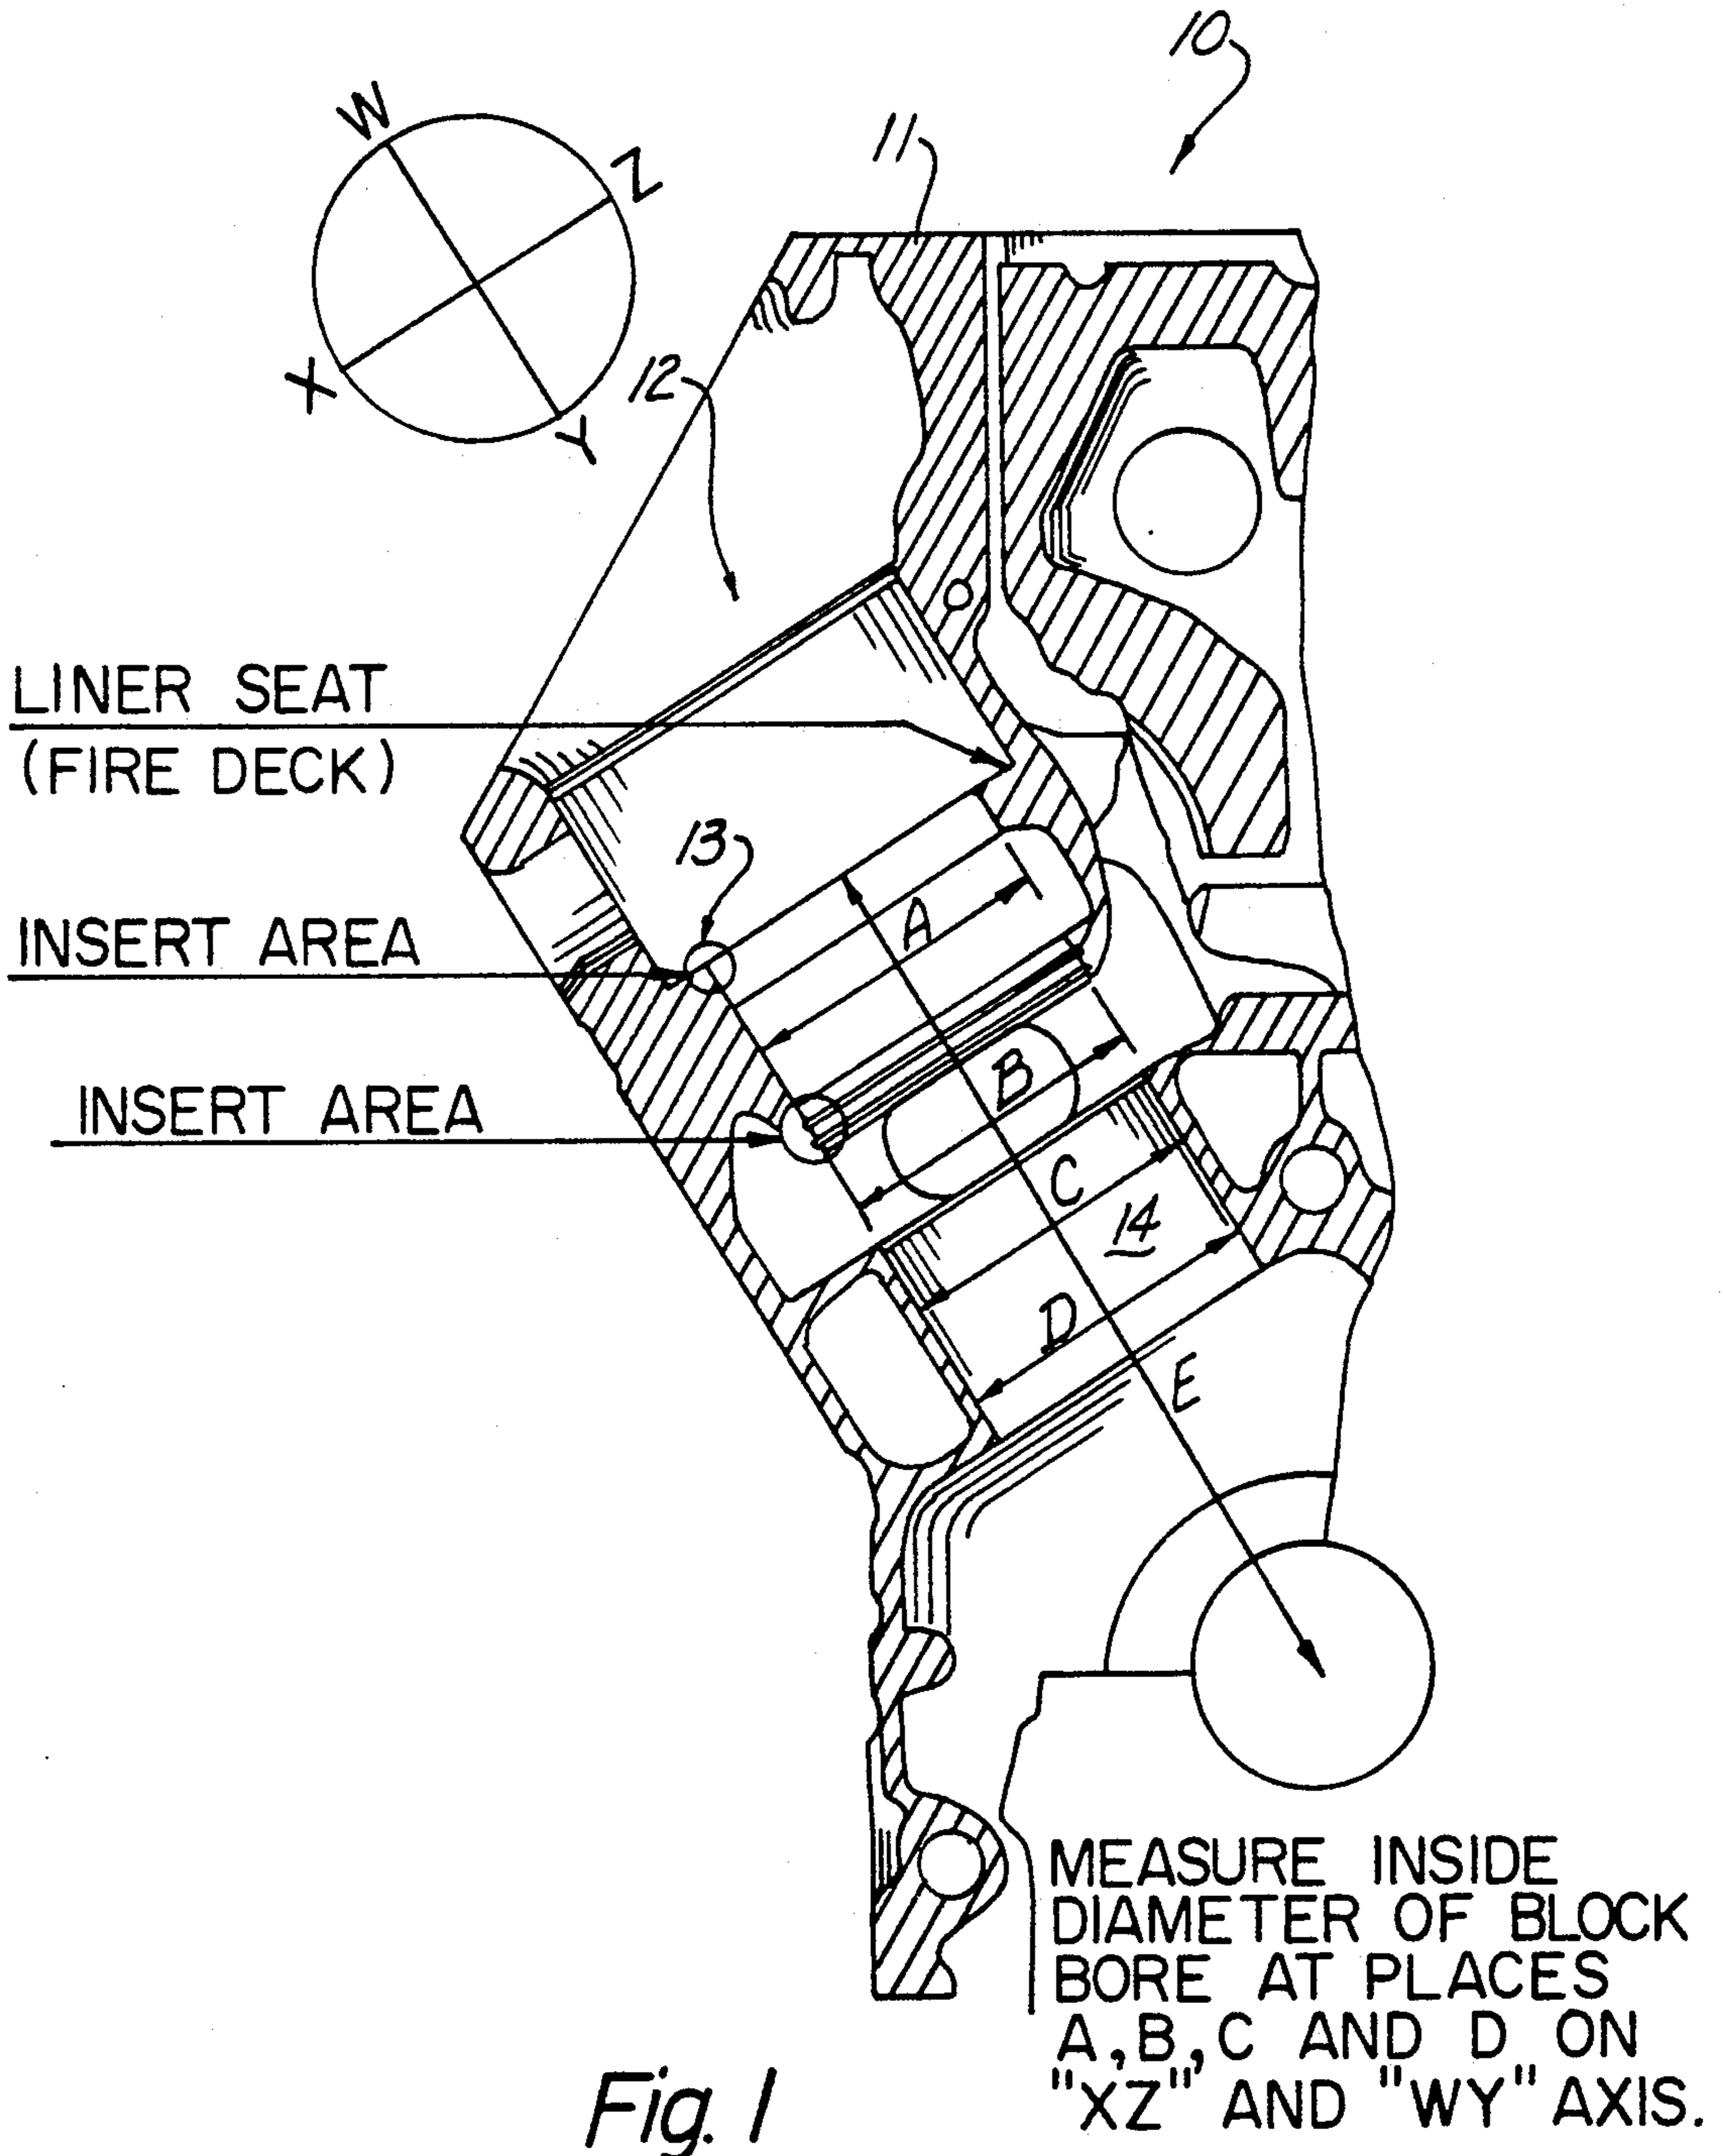 10
11
W
Z
X
Y
12
LINER SEAT
(FIRE DECK)
13
INSERT AREA
A
B
INSERT AREA
C
14
D
E
MEASURE INSIDE
DIAMETER OF BLOCK
BORE AT PLACES
A, B, C AND D ON
"XZ" AND "WY" AXIS.
Fig. 1